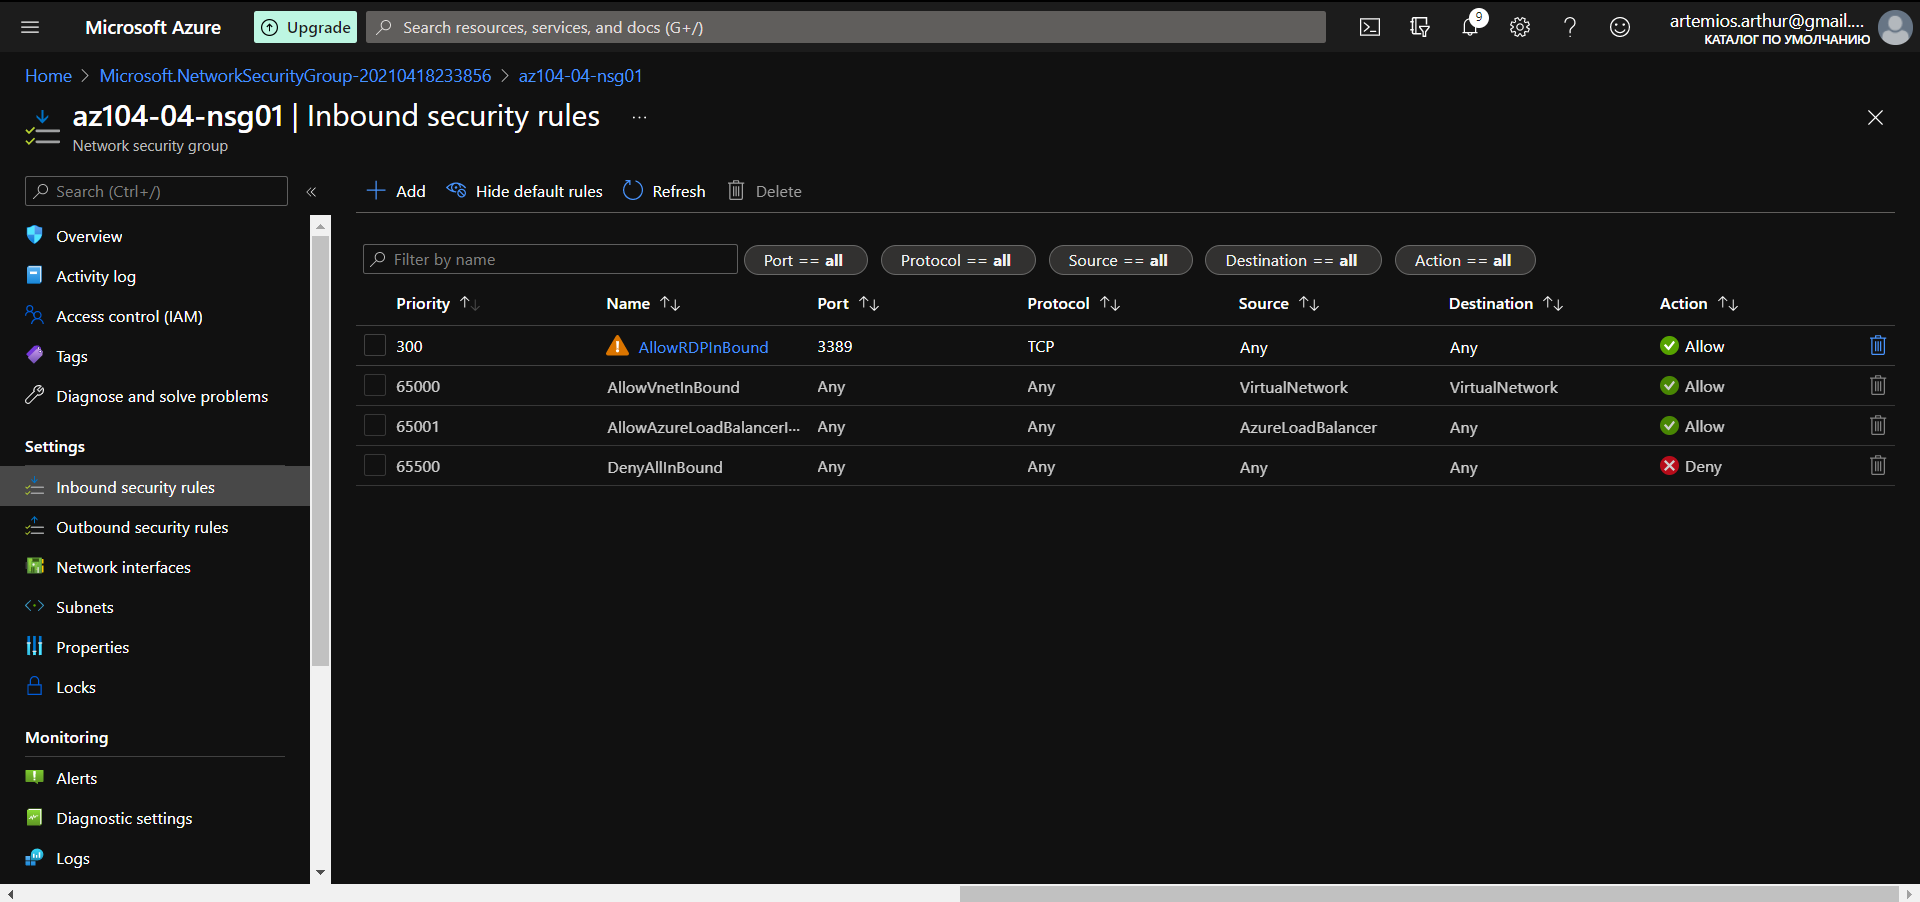 Microsoft Azure
Upgrade
Search resources, services, and docs (G+/)
9
artemios.arthur@gmail....
КАТАЛОГ ПО УМОЛЧАНИЮ
Home > Microsoft.NetworkSecurityGroup-20210418233856 > az104-04-nsg01
az104-04-nsg01 | Inbound security rules ...
Network security group
Search (Ctrl+/)
«
Overview
Activity log
Access control (IAM)
Tags
Diagnose and solve problems
Settings
Inbound security rules
Outbound security rules
Network interfaces
Subnets
Properties
Locks
Monitoring
Alerts
Diagnostic settings
Logs
Add Hide default rules Refresh Delete
Filter by name Port == all Protocol == all Source == all Destination == all Action == all
Priority Name Port Protocol Source Destination Action
300 AllowRDPInBound 3389 TCP Any Any Allow
65000 AllowVnetInBound Any Any VirtualNetwork VirtualNetwork Allow
65001 AllowAzureLoadBalancerI... Any Any AzureLoadBalancer Any Allow
65500 DenyAllInBound Any Any Any Any Deny